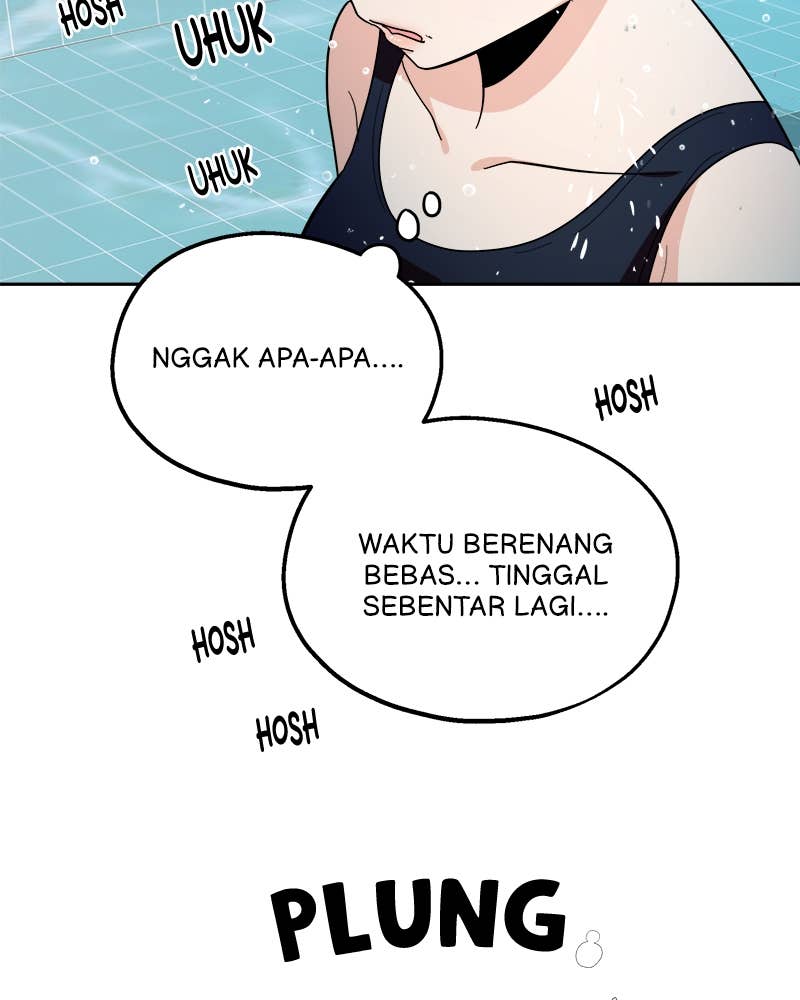 HOSH
UHUK
UHUK
NGGAK APA-APA....
HOSH
WAKTU BERENANG
BEBAS... TINGGAL
SEBENTAR LAGI....
HOSH
HOSH
PLUNG